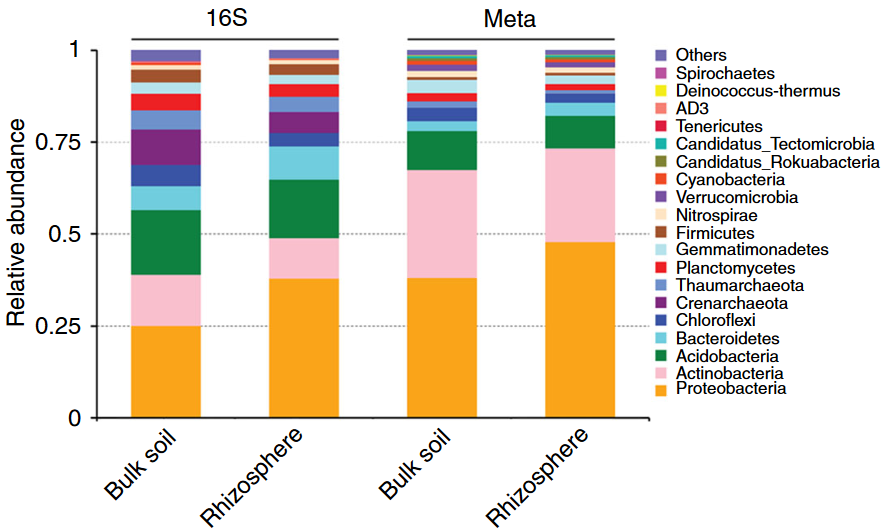 16S
Meta
Relative abundance
1
0.75
0.5
0.25
0
Bulk soil
Rhizosphere
Bulk soil
Rhizosphere
Others
Spirochaetes
Deinococcus-thermus
AD3
Tenericutes
Candidatus_Tectomicrobia
Candidatus_Rokuabacteria
Cyanobacteria
Verrucomicrobia
Nitrospirae
Firmicutes
Gemmatimonadetes
Planctomycetes
Thaumarchaeota
Crenarchaeota
Chloroflexi
Bacteroidetes
Acidobacteria
Actinobacteria
Proteobacteria